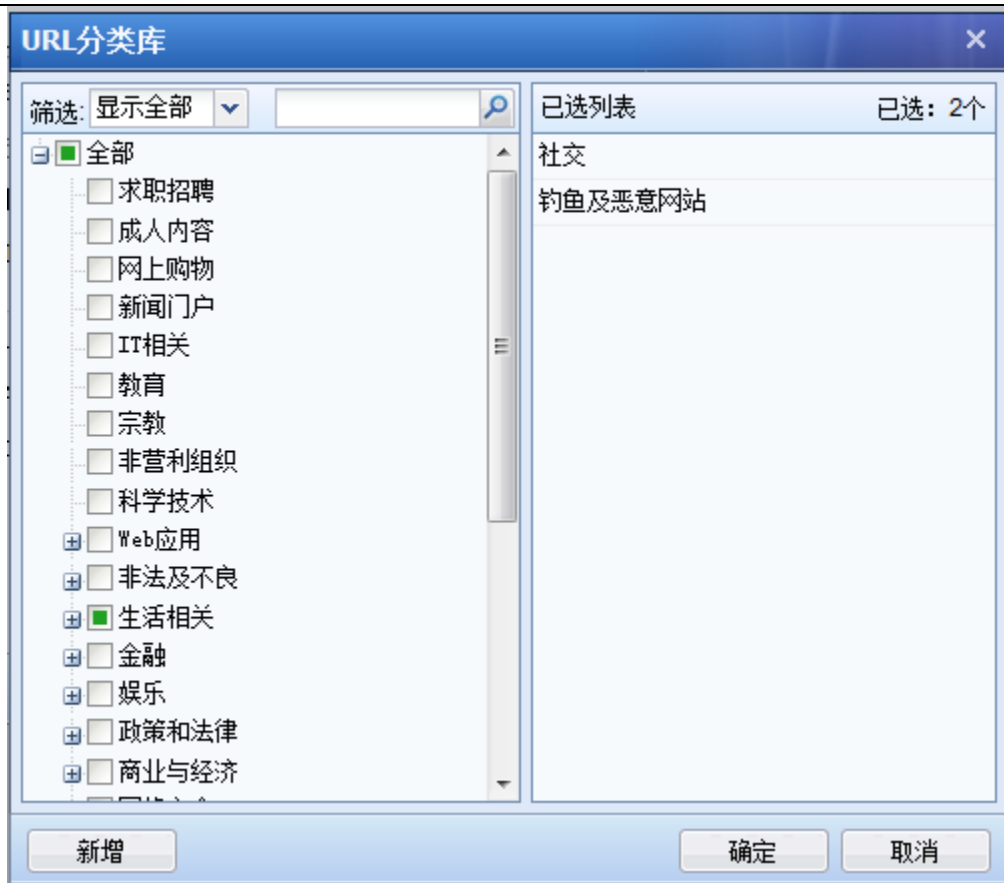 URL分类库
筛选: 显示全部
已选列表 已选：2个
全部
求职招聘
成人内容
网上购物
新闻门户
IT相关
教育
宗教
非营利组织
科学技术
Web应用
非法及不良
生活相关
金融
娱乐
政策和法律
商业与经济
社交
钓鱼及恶意网站
新增
确定
取消